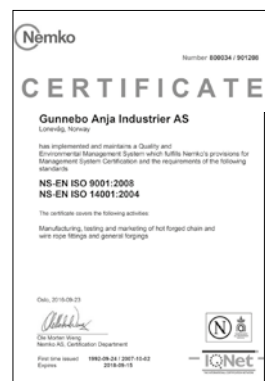 Nemko
Number 800034 / 901286
CERTIFICATE
Gunnebo Anja Industrier AS
Lonevåg, Norway
has implemented and maintains a Quality and
Environmental Management System which fulfills Nemko's provisions for
Management System Certification and the requirements of the following
standards
NS-EN ISO 9001:2008
NS-EN ISO 14001:2004
The certificate covers the following activities:
Manufacturing, testing and marketing of hot forged chain and
wire rope fittings and general forgings
Oslo, 2016-09-23
Ole Morten Wang
Nemko AS, Certification Department
First time issued 1992-09-24 / 2007-10-02
Expires 2018-09-15
N
IQNet